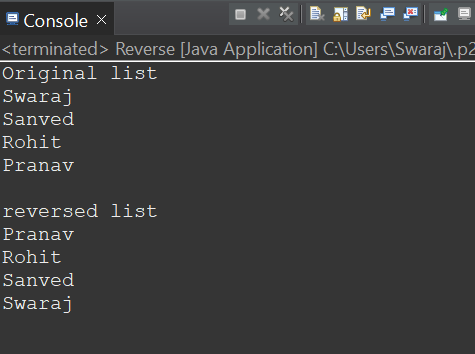 Console
<terminated> Reverse [Java Application] C:\Users\Swaraj\.p2
Original list
Swaraj
Sanved
Rohit
Pranav
reversed list
Pranav
Rohit
Sanved
Swaraj